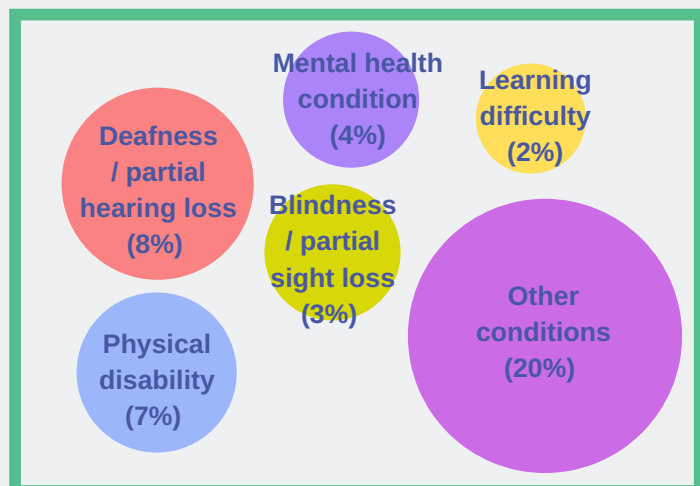 Mental health
condition
(4%)
Learning
difficulty
(2%)
Deafness
/ partial
hearing loss
(8%)
Blindness
/ partial
sight loss
(3%)
Other
conditions
(20%)
Physical
disability
(7%)